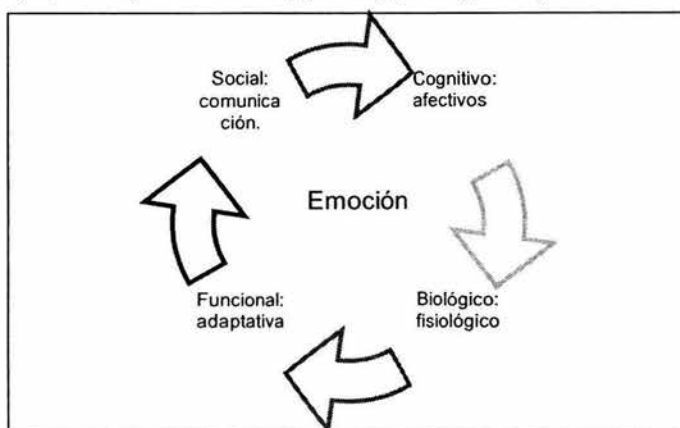 Social:
comunica
ción.
Cognitivo:
afectivos
Emoción
Funcional:
adaptativa
Biológico:
fisiológico